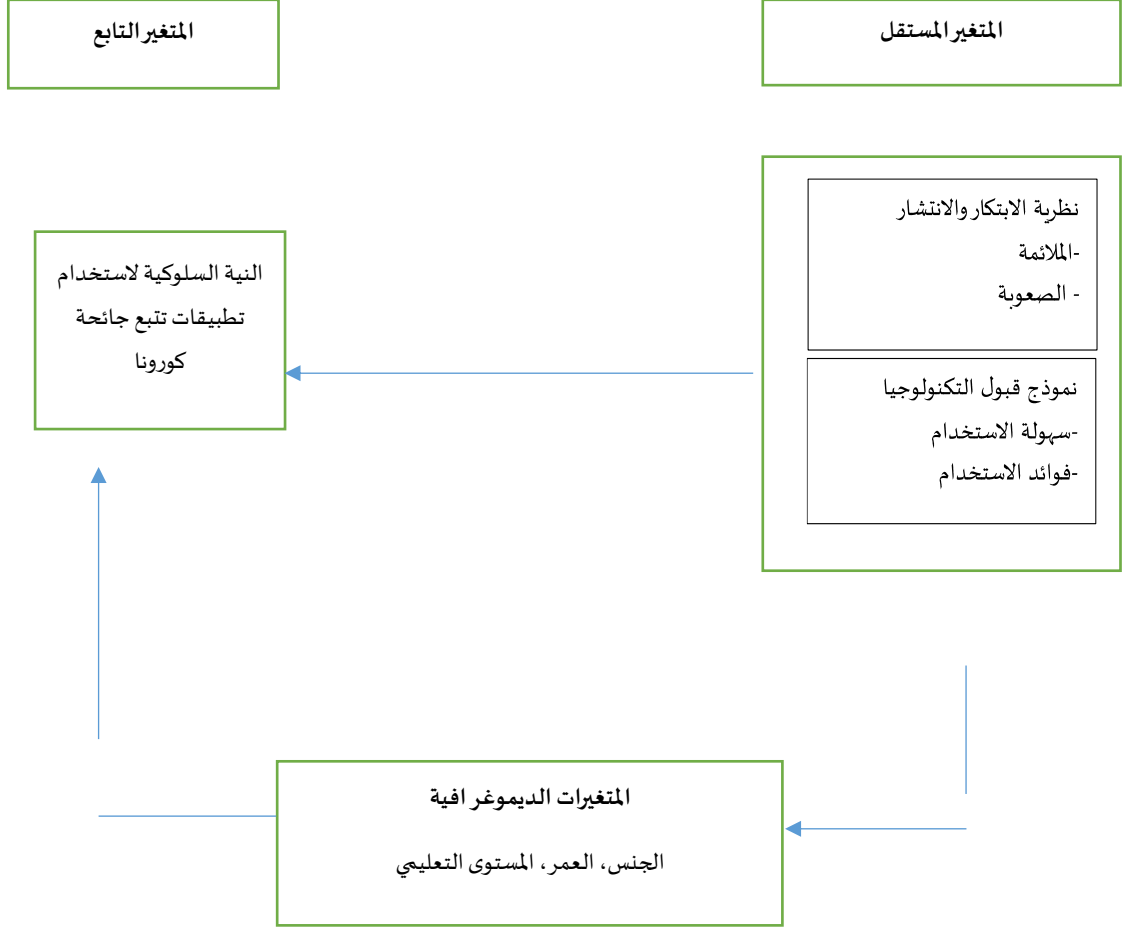 المتغير المستقل
المتغير التابع
نظرية الابتكار والانتشار
-الملائمة
- الصعوبة
نموذج قبول التكنولوجيا
-سهولة الاستخدام
-فوائد الاستخدام
النية السلوكية لاستخدام
تطبيقات تتبع جائحة
كورونا
المتغيرات الديموغرافية
الجنس، العمر، المستوى التعليمي